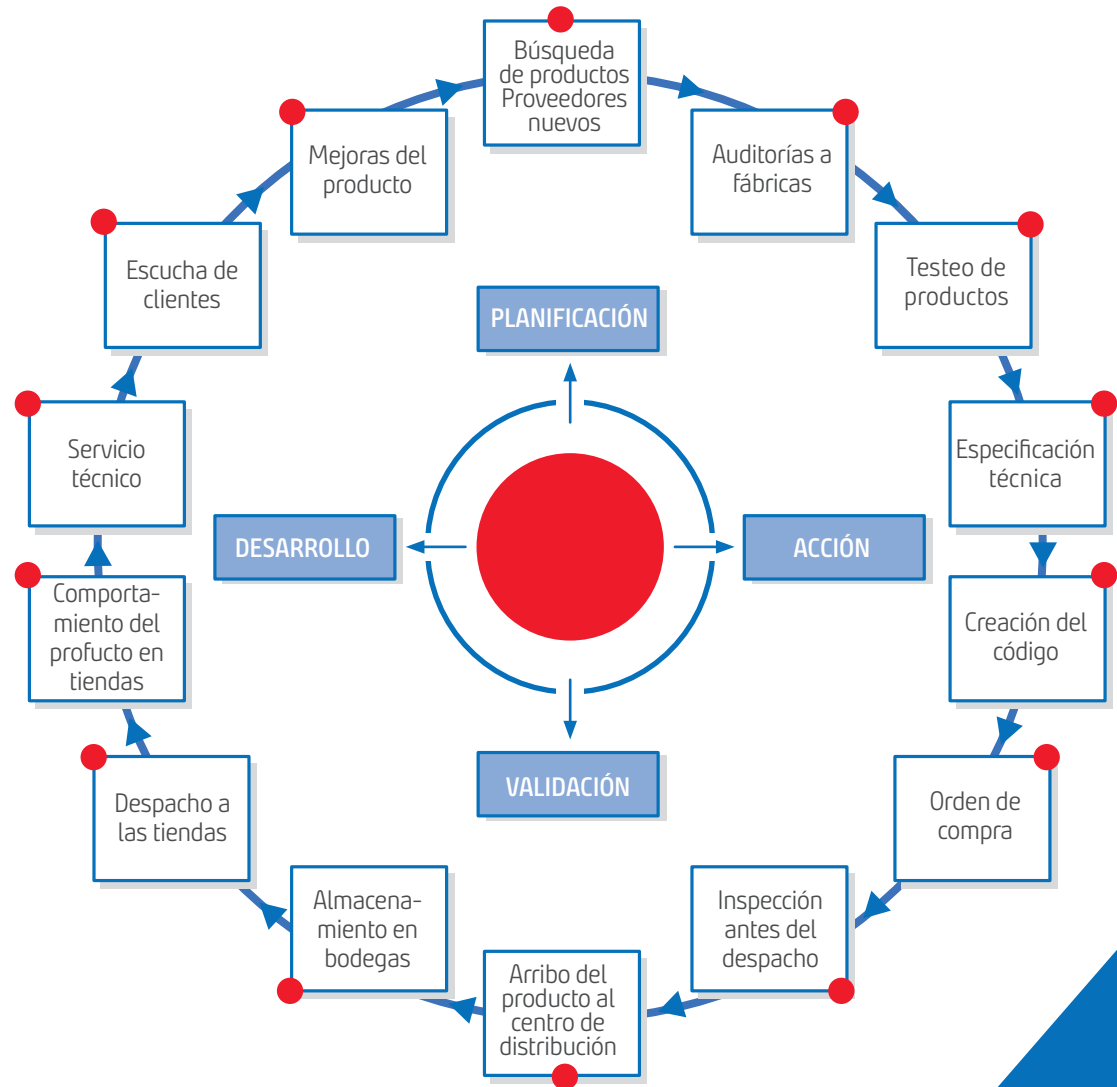 Búsqueda
de productos
Proveedores
nuevos
Auditorías a
fábricas
Testeo de
productos
Especificación
técnica
Creación del
código
Orden de
compra
Inspección
antes del
despacho
Arribo del
producto al
centro de
distribución
Almacena-
miento en
bodegas
Despacho a
las tiendas
Comporta-
miento del
profucto en
tiendas
Servicio
técnico
Escucha de
clientes
Mejoras del
producto
PLANIFICACIÓN
ACCIÓN
VALIDACIÓN
DESARROLLO